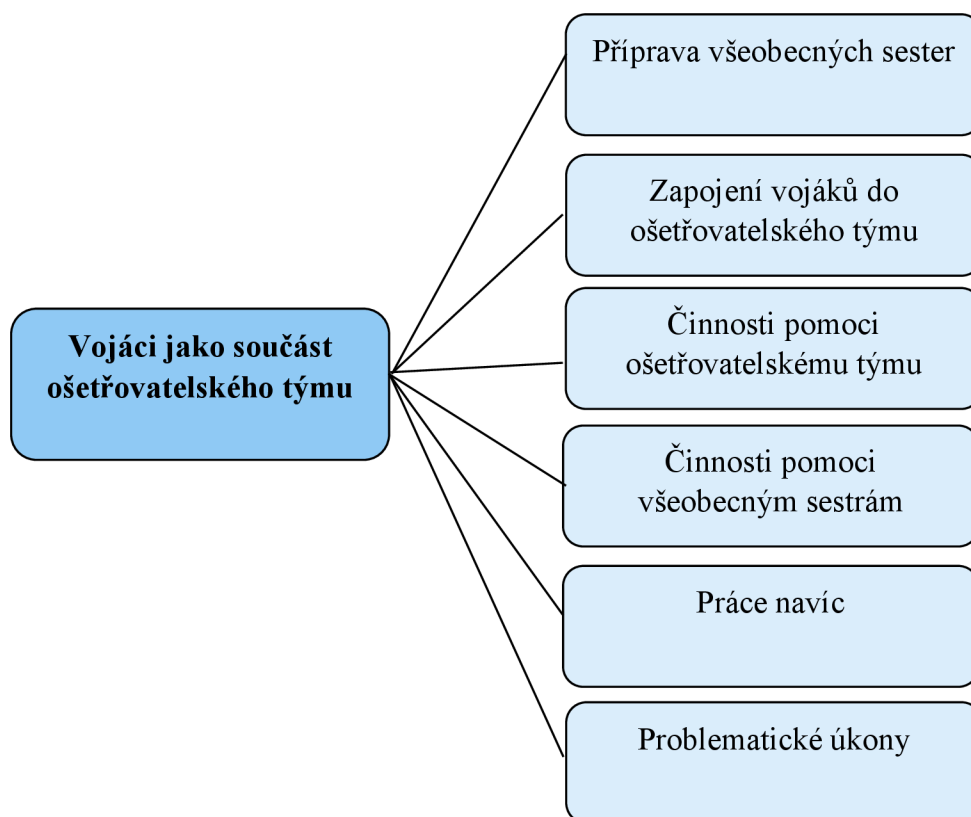 Příprava všeobecných sester
Zapojení vojáků do
ošetřovatelského týmu
Vojáci jako součást
ošetřovatelského týmu
Činnosti pomoci
ošetřovatelskému týmu
Činnosti pomoci
všeobecným sestrám
Práce navíc
Problematické úkony